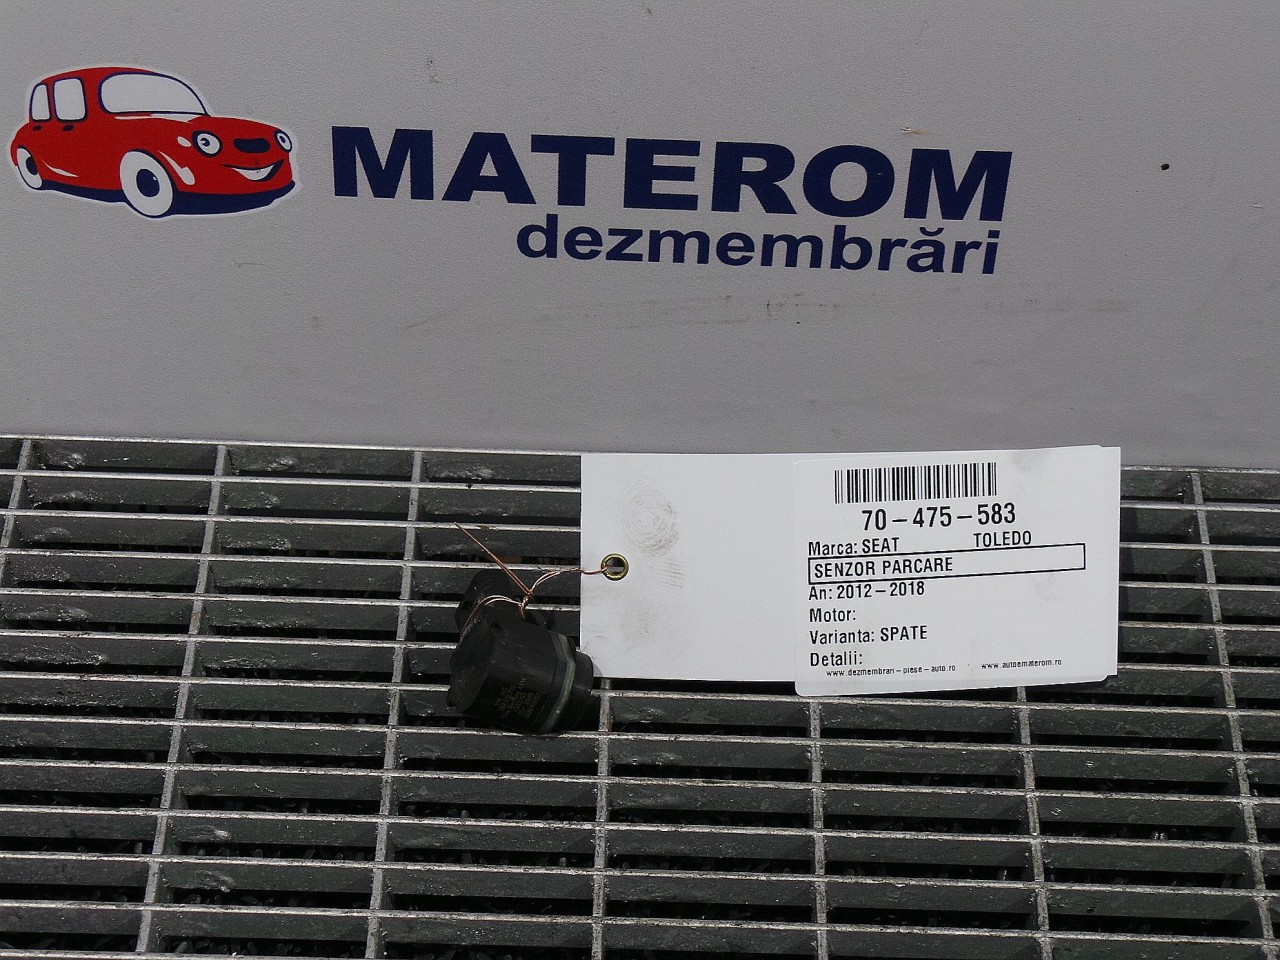 MATEROM
dezmembrări
70-475-583
Marca: SEAT TOLEDO
SENZOR PARCARE
An: 2012-2018
Motor:
Varianta: SPATE
Detalii:
www.dezmembrari-piese-auto.ro www.autoematerom.ro